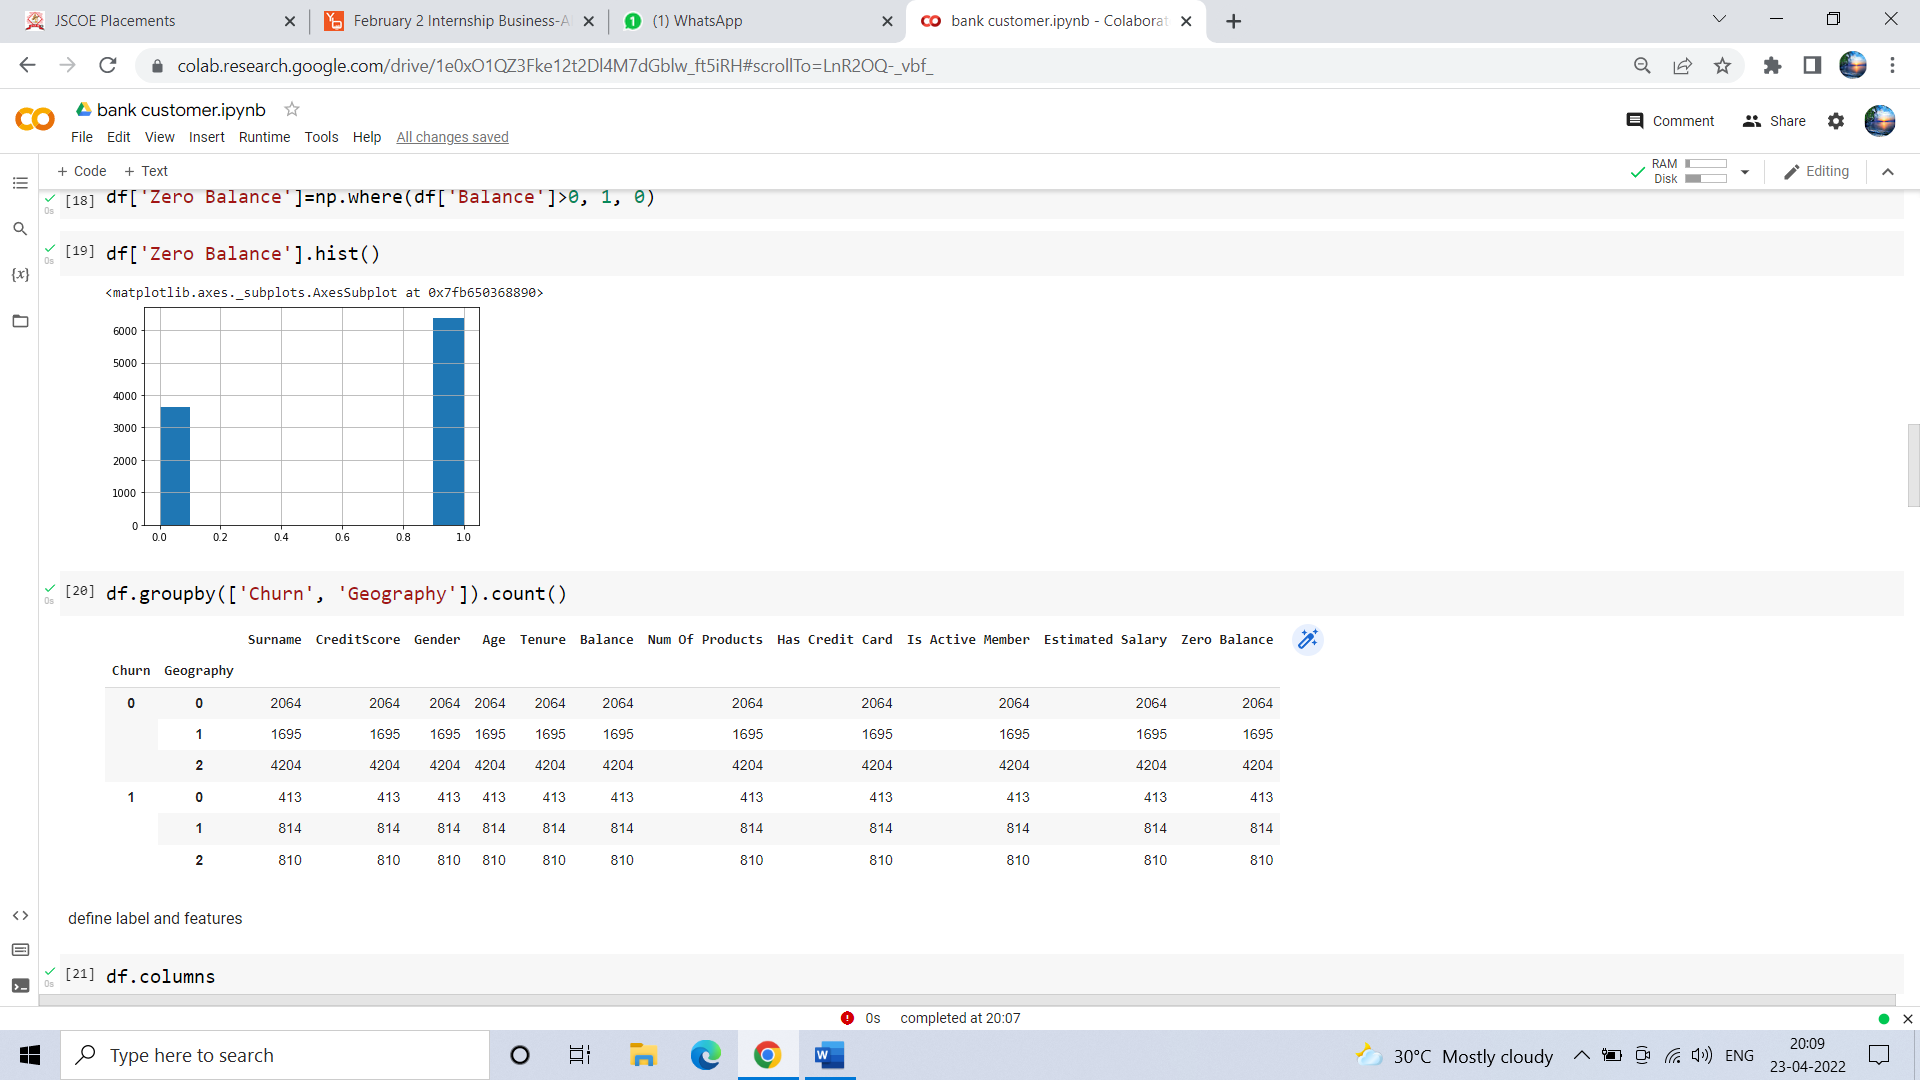 JSCOE Placements
February 2 Internship Business-A
(1) WhatsApp
bank customer.ipynb - Colaborat
colab.research.google.com/drive/1e0xO1QZ3Fke12t2Dl4M7dGblw_ft5iRH#scrollTo=LnR2OQ-_vbf_
bank customer.ipynb
Comment
Share
File Edit View Insert Runtime Tools Help All changes saved
+ Code + Text
RAM
Disk
Editing
[18] df['Zero Balance']=np.where(df['Balance']>0, 1, 0)
0s
[19] df['Zero Balance'].hist()
0s
<matplotlib.axes._subplots.AxesSubplot at 0x7fb650368890>
6000
5000
4000
3000
2000
1000
0
0.0 0.2 0.4 0.6 0.8 1.0
[20] df.groupby(['Churn', 'Geography']).count()
0s
Surname CreditScore Gender Age Tenure Balance Num Of Products Has Credit Card Is Active Member Estimated Salary Zero Balance
Churn Geography
0 0 2064 2064 2064 2064 2064 2064 2064 2064 2064 2064 2064
1 1695 1695 1695 1695 1695 1695 1695 1695 1695 1695 1695
2 4204 4204 4204 4204 4204 4204 4204 4204 4204 4204 4204
1 0 413 413 413 413 413 413 413 413 413 413 413
1 814 814 814 814 814 814 814 814 814 814 814
2 810 810 810 810 810 810 810 810 810 810 810
define label and features
[21] df.columns
0s
0s completed at 20:07
Type here to search
30°C Mostly cloudy
ENG
20:09
23-04-2022